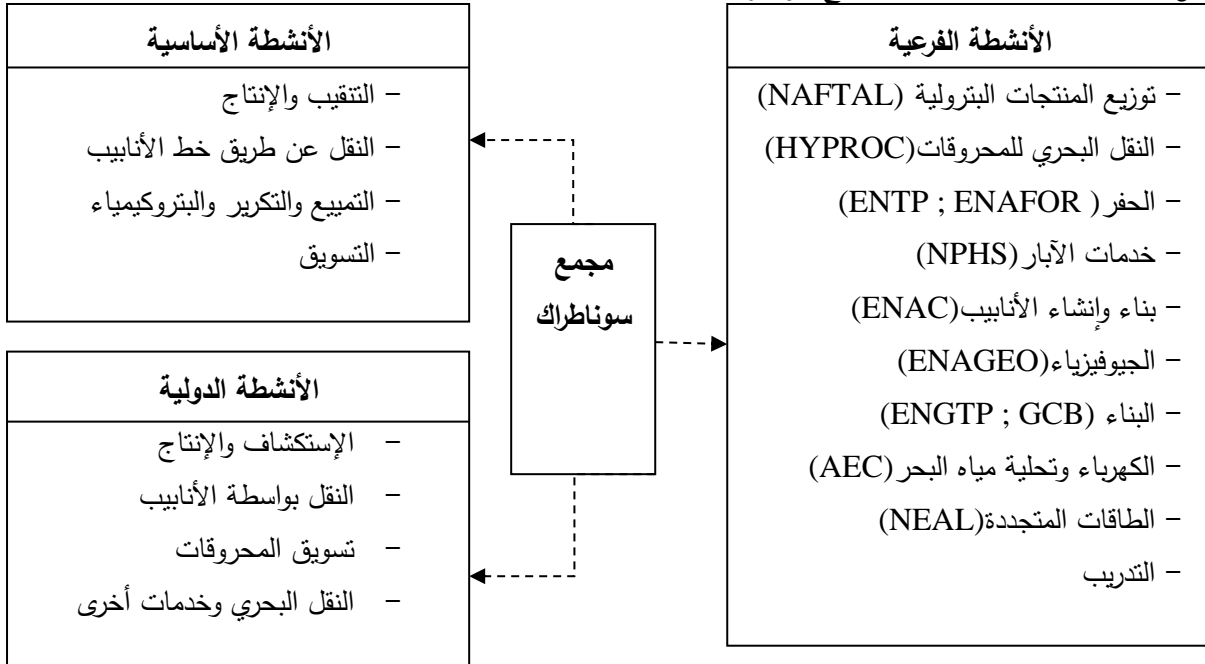 الأنشطة الفرعية
- توزيع المنتجات البترولية (NAFTAL)
- النقل البحري للمحروقات(HYPROC)
- الحفر( ENTP ; ENAFOR)
- خدمات الآبار(NPHS)
- بناء وإنشاء الأنابيب(ENAC)
- الجيوفيزياء(ENAGEO)
- البناء (ENGTP ; GCB)
- الكهرباء وتحلية مياه البحر(AEC)
- الطاقات المتجددة(NEAL)
- التدريب
مجمع
سوناطراك
الأنشطة الأساسية
- التنقيب والإنتاج
- النقل عن طريق خط الأنابيب
- التمييع والتكرير والبتروكيمياء
- التسويق
الأنشطة الدولية
- الإستكشاف والإنتاج
- النقل بواسطة الأنابيب
- تسويق المحروقات
- النقل البحري وخدمات أخرى